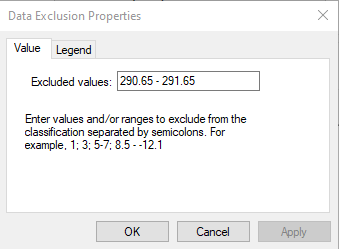 Data Exclusion Properties
Value
Legend
Excluded values:
290.65 - 291.65
Enter values and/or ranges to exclude from the
classification separated by semicolons. For
example, 1; 3; 5-7; 8.5 - -12.1
OK
Cancel
Apply